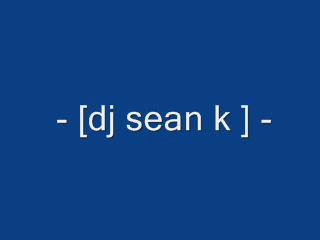 - [dj sean k ] -